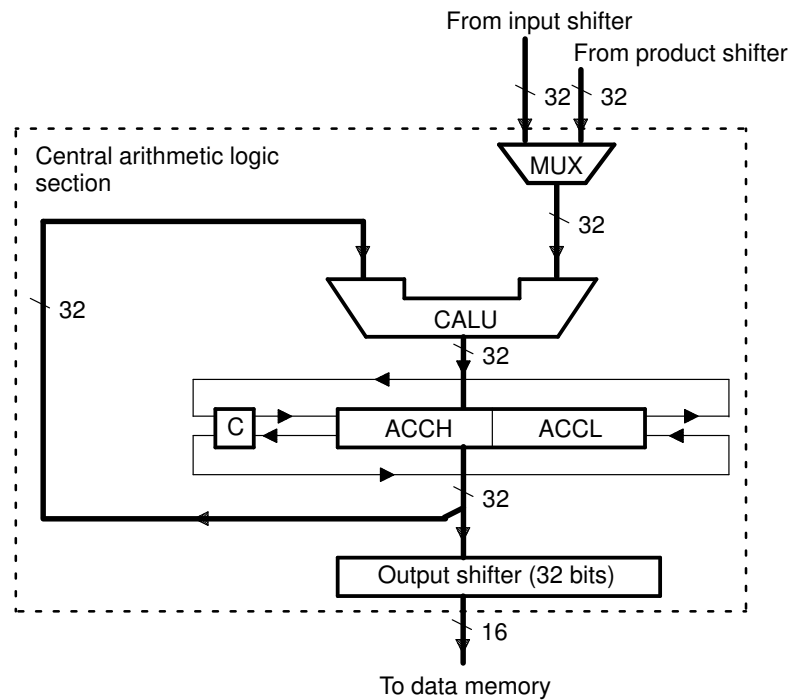 From input shifter
From product shifter
32
32
Central arithmetic logic
section
MUX
32
32
CALU
32
C
ACCH
ACCL
32
Output shifter (32 bits)
16
To data memory